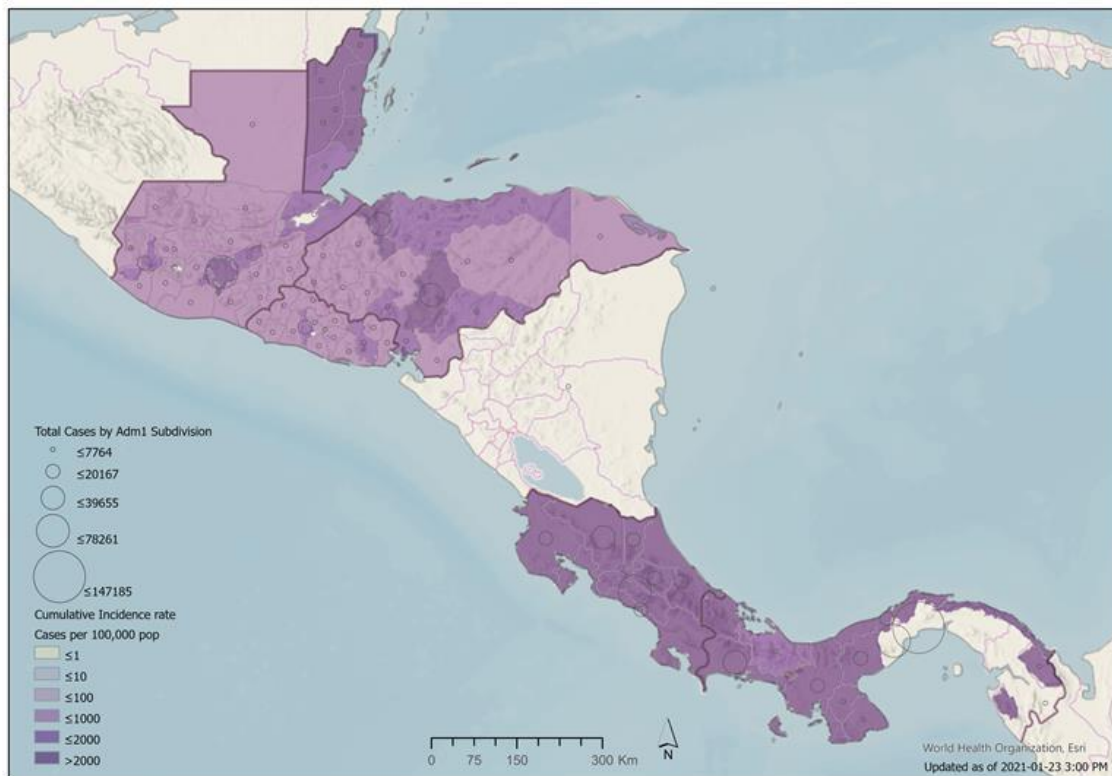 Total Cases by Adm1 Subdivision
≤7764
≤20167
≤39655
≤78261
≤147185
Cumulative Incidence rate
Cases per 100,000 pop
≤1
≤10
≤100
≤1000
≤2000
>2000
0 75 150 300 Km
N
World Health Organization, Esri
Updated as of 2021-01-23 3:00 PM